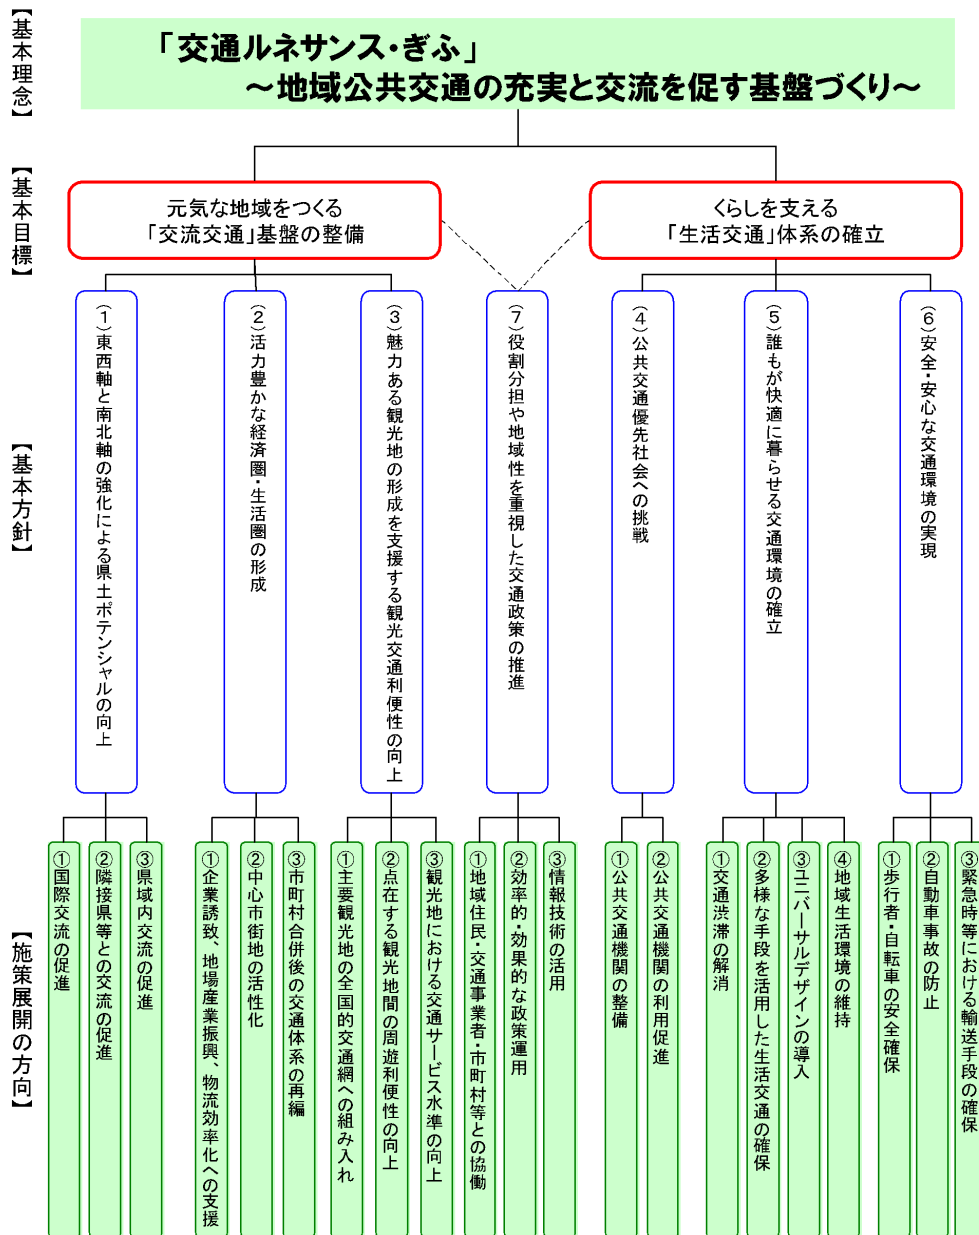 【基本理念】
「交通ルネサンス・ぎふ」
～地域公共交通の充実と交流を促す基盤づくり～
【基本目標】
元気な地域をつくる
「交流交通」基盤の整備
くらしを支える
「生活交通」体系の確立
【基本方針】
(1)東西軸と南北軸の強化による県土ポテンシャルの向上
(2)活力豊かな経済圏・生活圏の形成
(3)魅力ある観光地の形成を支援する観光交通利便性の向上
(7)役割分担や地域性を重視した交通政策の推進
(4)公共交通優先社会への挑戦
(5)誰もが快適に暮らせる交通環境の確立
(6)安全・安心な交通環境の実現
【施策展開の方向】
①国際交流の促進
②隣接県等との交流の促進
③県域内交流の促進
①企業誘致、地場産業振興、物流効率化への支援
②中心市街地の活性化
③市町村合併後の交通体系の再編
①主要観光地の全国的交通網への組み入れ
②点在する観光地間の周遊利便性の向上
③観光地における交通サービス水準の向上
①地域住民・交通事業者・市町村等との協働
②効率的・効果的な政策運用
③情報技術の活用
①公共交通機関の整備
②公共交通機関の利用促進
①交通渋滞の解消
②多様な手段を活用した生活交通の確保
③ユニバーサルデザインの導入
④地域生活環境の維持
①歩行者・自転車の安全確保
②自動車事故の防止
③緊急時等における輸送手段の確保